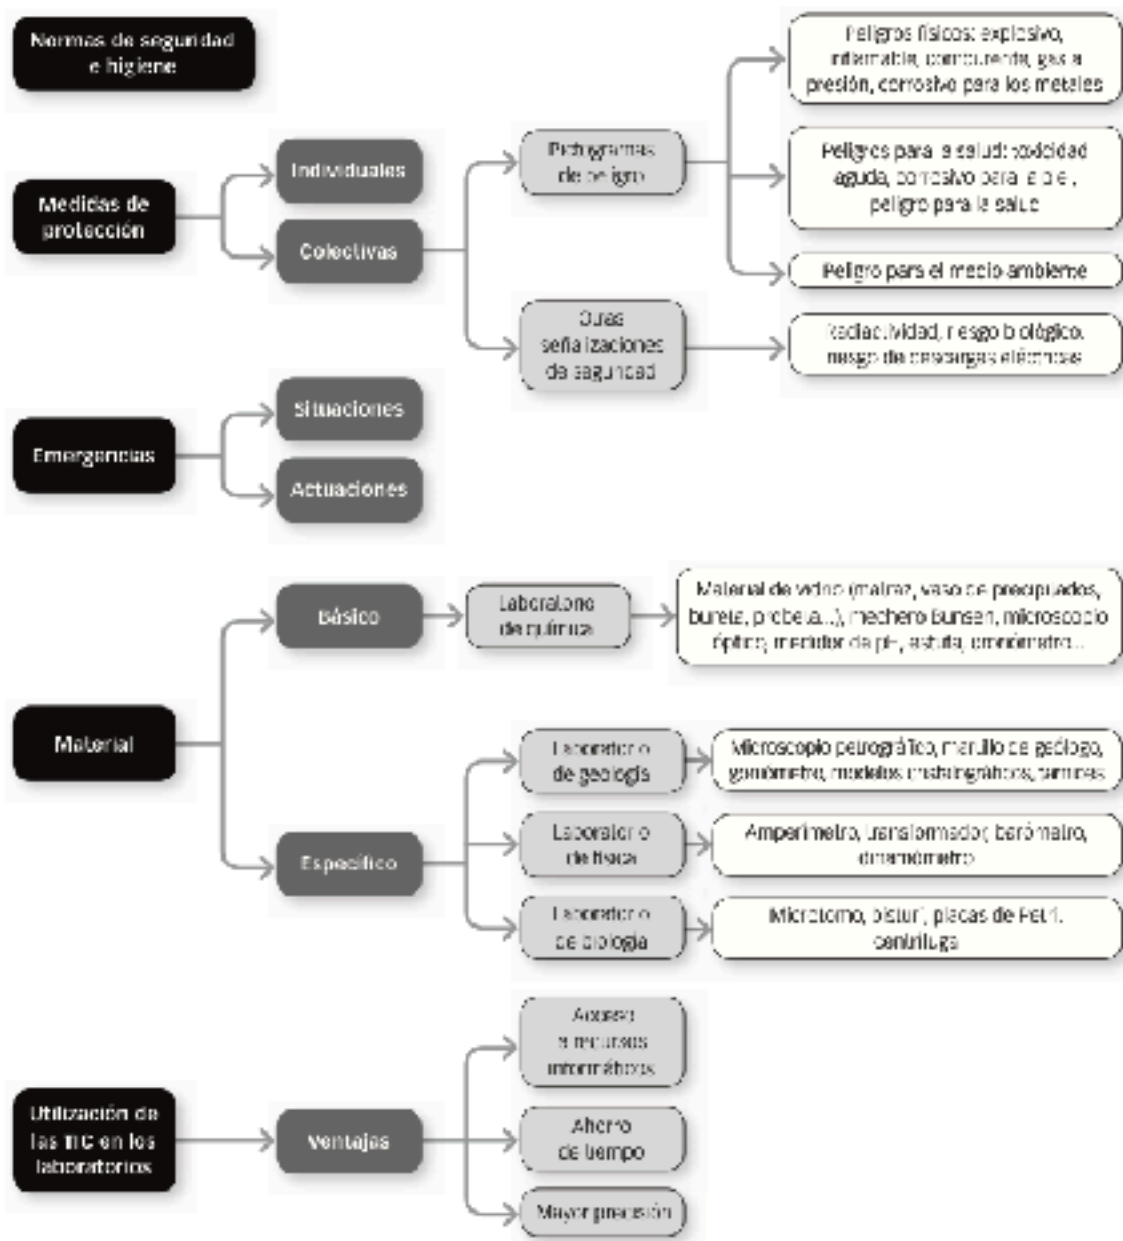 Normas de seguridad
e higiene
Medidas de
protección
Individuales
Colectivas
Pictogramas
de peligro
Otras
señalizaciones
de seguridad
Peligros físicos: explosivo,
inflamable, comburente, gas a
presión, corrosivo para los metales
Peligros para la salud: toxicidad
aguda, corrosivo para la piel,
peligro para la salud
Peligro para el medio ambiente
Radiactividad, riesgo biológico,
riesgo de descargas eléctricas
Emergencias
Situaciones
Actuaciones
Material
Básico
Laboratorio
de química
Material de vidrio (matraz, vaso de precipitados,
bureta, probeta...), mechero Bunsen, microscopio
óptico, medidor de pH, estufa, cronómetro...
Específico
Laboratorio
de geología
Microscopio petrográfico, martillo de geólogo,
goniómetro, modelos cristalográficos, tamices
Laboratorio
de física
Amperímetro, transformador, barómetro,
dinamómetro
Laboratorio
de biología
Microtomo, bisturí, placas de Petri,
centrífuga
Utilización de
las TIC en los
laboratorios
Ventajas
Acceso
a recursos
informáticos
Ahorro
de tiempo
Mayor precisión